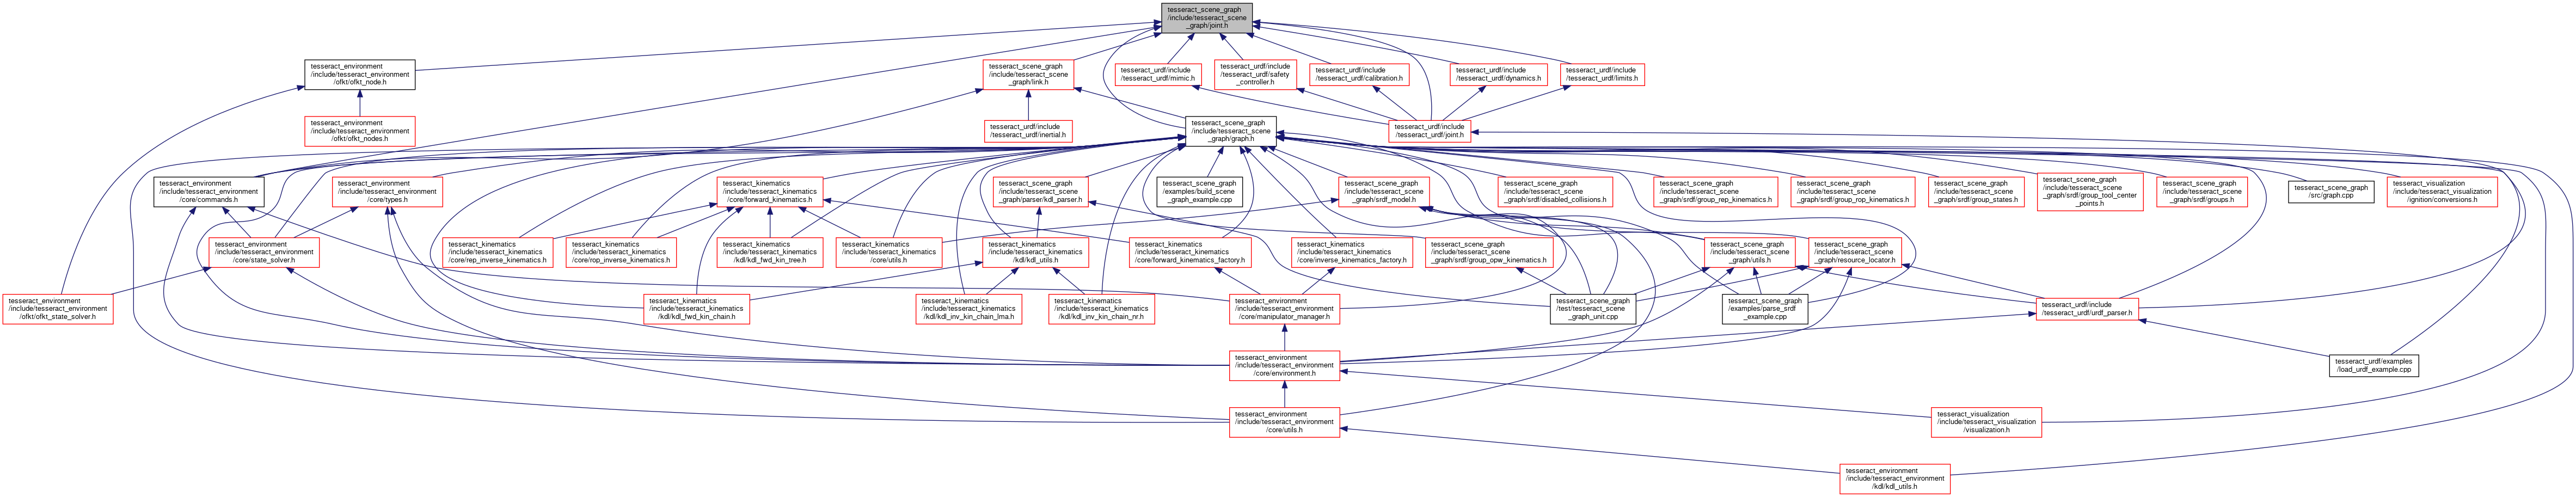 tesseract_scene_graph
/include/tesseract_scene
_graph/joint.h
tesseract_environment
/include/tesseract_environment
/ofkt/ofkt_node.h
tesseract_scene_graph
/include/tesseract_scene
_graph/link.h
tesseract_urdf/include
/tesseract_urdf/mimic.h
tesseract_urdf/include
/tesseract_urdf/safety
_controller.h
tesseract_urdf/include
/tesseract_urdf/calibration.h
tesseract_urdf/include
/tesseract_urdf/dynamics.h
tesseract_urdf/include
/tesseract_urdf/limits.h
tesseract_environment
/include/tesseract_environment
/ofkt/ofkt_nodes.h
tesseract_urdf/include
/tesseract_urdf/inertial.h
tesseract_scene_graph
/include/tesseract_scene
_graph/graph.h
tesseract_urdf/include
/tesseract_urdf/joint.h
tesseract_environment
/include/tesseract_environment
/core/commands.h
tesseract_environment
/include/tesseract_environment
/core/types.h
tesseract_kinematics
/include/tesseract_kinematics
/core/forward_kinematics.h
tesseract_scene_graph
/include/tesseract_scene
_graph/parser/kdl_parser.h
tesseract_scene_graph
/examples/build_scene
_graph_example.cpp
tesseract_scene_graph
/include/tesseract_scene
_graph/srdf_model.h
tesseract_scene_graph
/include/tesseract_scene
_graph/srdf/disabled_collisions.h
tesseract_scene_graph
/include/tesseract_scene
_graph/srdf/group_rep_kinematics.h
tesseract_scene_graph
/include/tesseract_scene
_graph/srdf/group_rop_kinematics.h
tesseract_scene_graph
/include/tesseract_scene
_graph/srdf/group_states.h
tesseract_scene_graph
/include/tesseract_scene
_graph/srdf/group_tool_center
_points.h
tesseract_scene_graph
/include/tesseract_scene
_graph/srdf/groups.h
tesseract_scene_graph
/src/graph.cpp
tesseract_visualization
/include/tesseract_visualization
/ignition/conversions.h
tesseract_environment
/include/tesseract_environment
/core/state_solver.h
tesseract_kinematics
/include/tesseract_kinematics
/core/rep_inverse_kinematics.h
tesseract_kinematics
/include/tesseract_kinematics
/core/rop_inverse_kinematics.h
tesseract_kinematics
/include/tesseract_kinematics
/kdl/kdl_fwd_kin_tree.h
tesseract_kinematics
/include/tesseract_kinematics
/core/utils.h
tesseract_kinematics
/include/tesseract_kinematics
/kdl/kdl_utils.h
tesseract_kinematics
/include/tesseract_kinematics
/core/forward_kinematics_factory.h
tesseract_kinematics
/include/tesseract_kinematics
/core/inverse_kinematics_factory.h
tesseract_scene_graph
/include/tesseract_scene
_graph/srdf/group_opw_kinematics.h
tesseract_scene_graph
/include/tesseract_scene
_graph/utils.h
tesseract_scene_graph
/include/tesseract_scene
_graph/resource_locator.h
tesseract_environment
/include/tesseract_environment
/ofkt/ofkt_state_solver.h
tesseract_kinematics
/include/tesseract_kinematics
/kdl/kdl_fwd_kin_chain.h
tesseract_kinematics
/include/tesseract_kinematics
/kdl/kdl_inv_kin_chain_lma.h
tesseract_kinematics
/include/tesseract_kinematics
/kdl/kdl_inv_kin_chain_nr.h
tesseract_environment
/include/tesseract_environment
/core/manipulator_manager.h
tesseract_scene_graph
/test/tesseract_scene
_graph_unit.cpp
tesseract_scene_graph
/examples/parse_srdf
_example.cpp
tesseract_urdf/include
/tesseract_urdf/urdf_parser.h
tesseract_environment
/include/tesseract_environment
/core/environment.h
tesseract_urdf/examples
/load_urdf_example.cpp
tesseract_environment
/include/tesseract_environment
/core/utils.h
tesseract_visualization
/include/tesseract_visualization
/visualization.h
tesseract_environment
/include/tesseract_environment
/kdl/kdl_utils.h